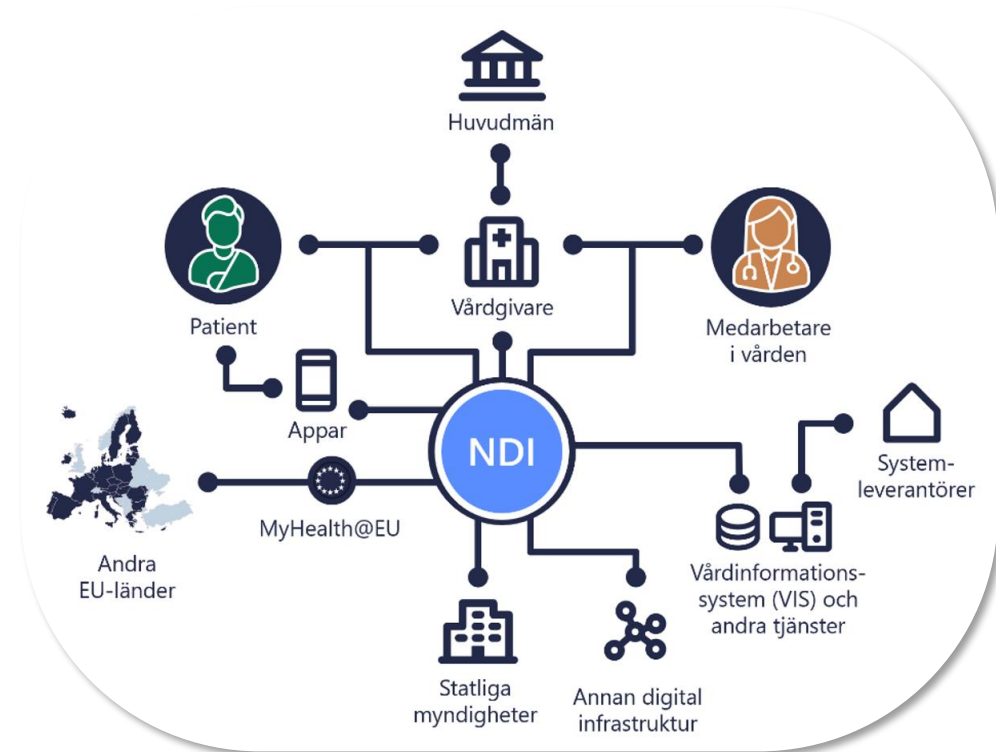 Huvudmän
Vårdgivare
Patient
Medarbetare
i vården
Appar
NDI
System-
leverantörer
MyHealth@EU
Andra
EU-länder
Vårdinformations-
system (VIS) och
andra tjänster
Statliga
myndigheter
Annan digital
infrastruktur